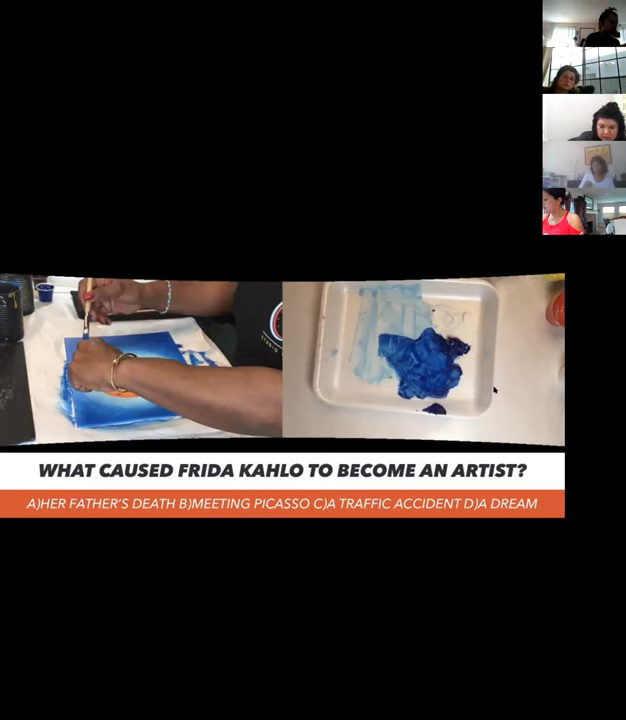 WHAT CAUSED FRIDA KAHLO TO BECOME AN ARTIST?
A)HER FATHER'S DEATH B)MEETING PICASSO C)A TRAFFIC ACCIDENT D)A DREAM